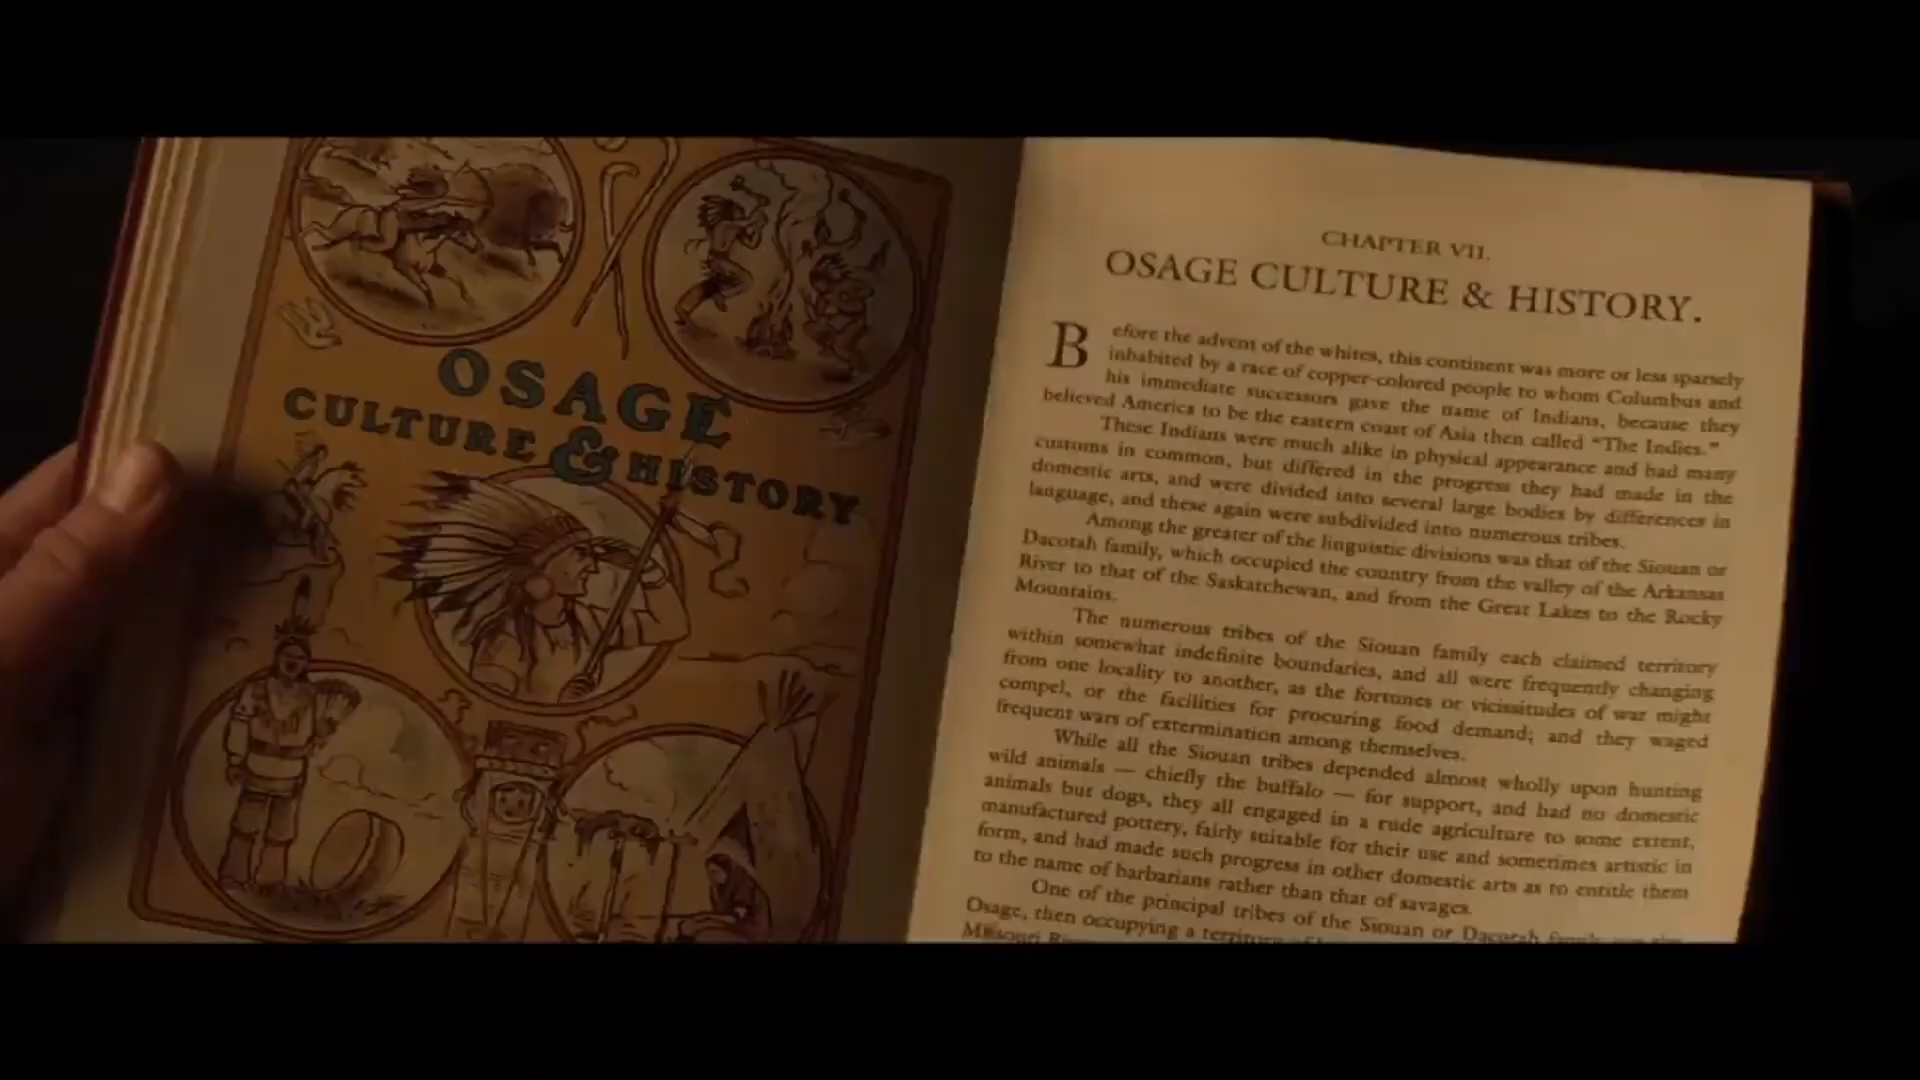 OSAGE
CULTURE & HISTORY
CHAPTER VII.
OSAGE CULTURE & HISTORY.
Before the advent of the whites, this continent was more or less sparsely
inhabited by a race of copper-colored people to whom Columbus and
his immediate successors gave the name of Indians, because they
believed America to be the eastern coast of Asia then called "The Indies."
These Indians were much alike in physical appearance and had many
customs in common, but differed in the progress they had made in the
domestic arts, and were divided into several large bodies by differences in
language, and these again were subdivided into numerous tribes.
Among the greater of the linguistic divisions was that of the Siouan or
Dacotah family, which occupied the country from the valley of the Arkansas
River to that of the Saskatchewan, and from the Great Lakes to the Rocky
Mountains.
The numerous tribes of the Siouan family each claimed territory
within somewhat indefinite boundaries, and all were frequently changing
from one locality to another, as the fortunes or vicissitudes of war might
compel, or the facilities for procuring food demand; and they waged
frequent wars of extermination among themselves.
While all the Siouan tribes depended almost wholly upon hunting
wild animals — chiefly the buffalo — for support, and had no domestic
animals but dogs, they all engaged in a rude agriculture to some extent,
manufactured pottery, fairly suitable for their use and sometimes artistic in
form, and had made such progress in other domestic arts as to entitle them
to the name of barbarians rather than that of savages.
One of the principal tribes of the Siouan or Dacotah family was the
Osage, then occupying a territory
Missouri